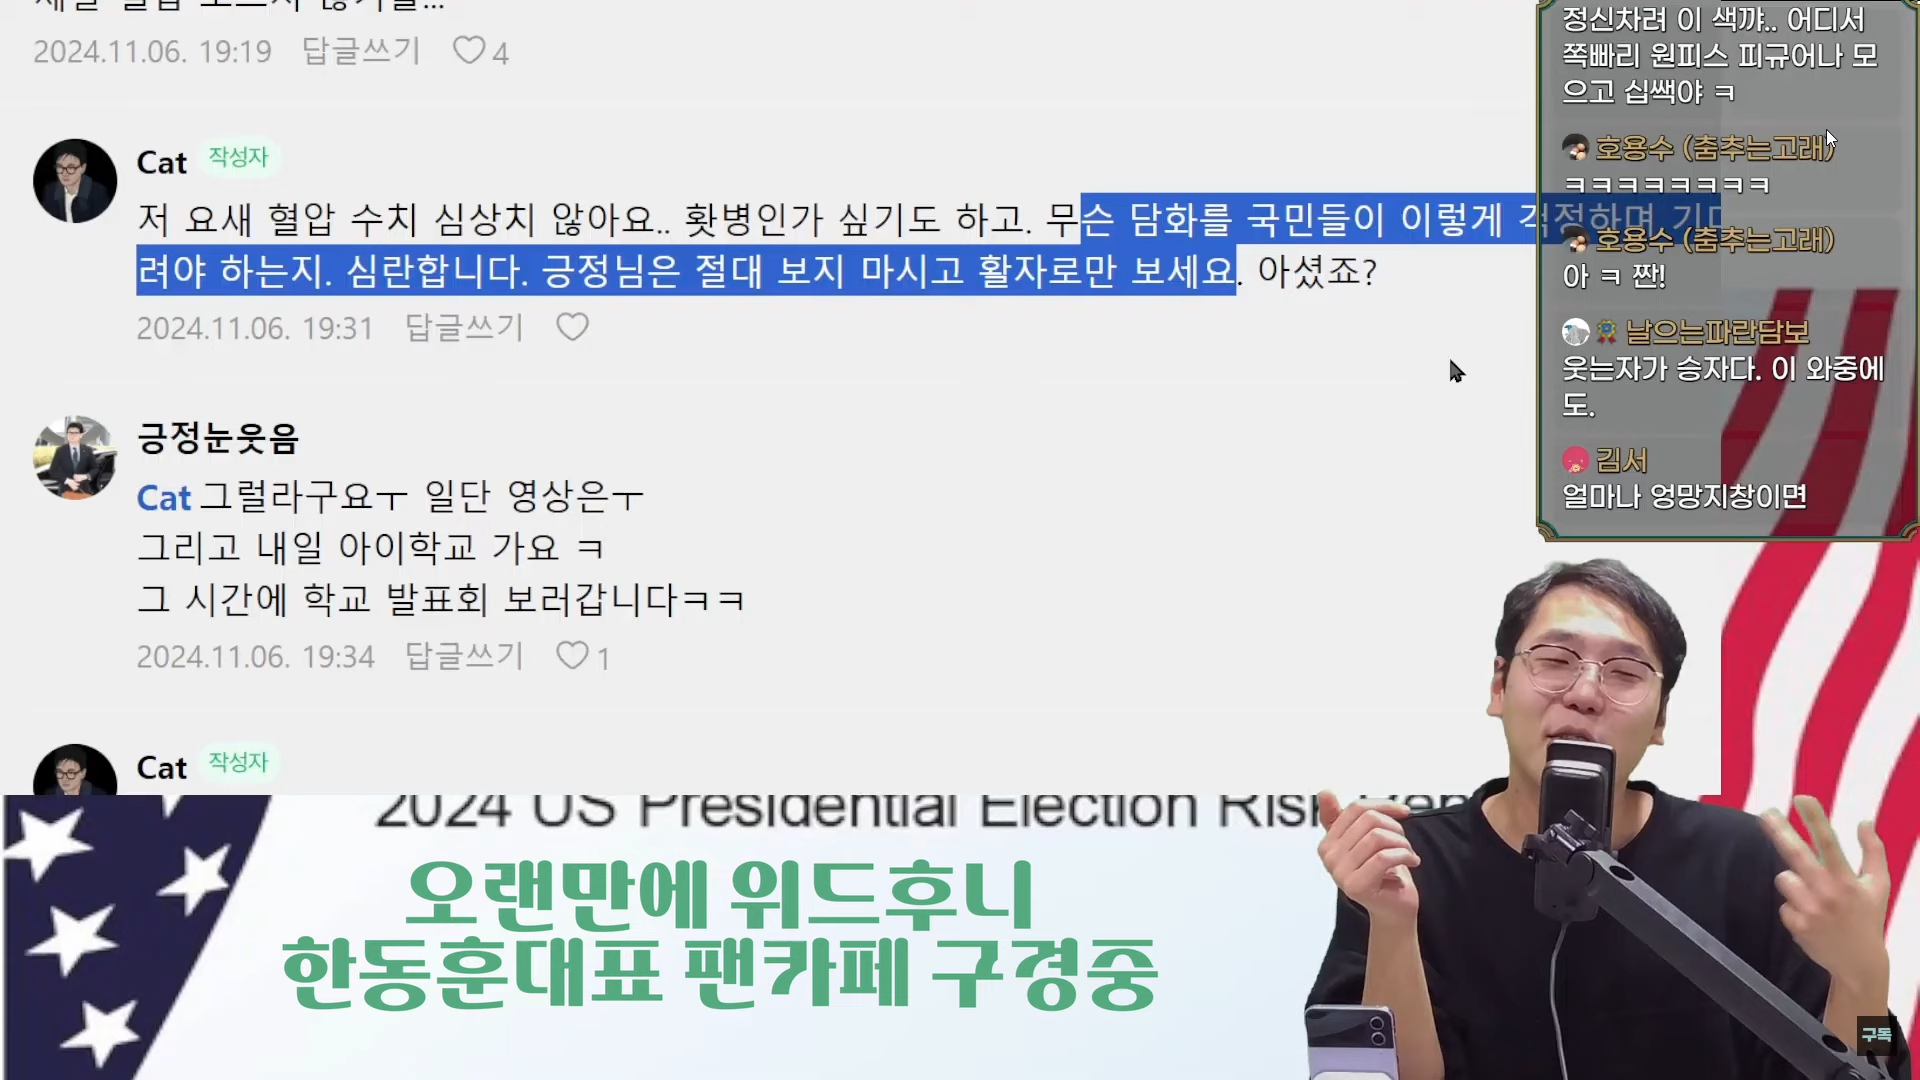 2024.11.06. 19:19 답글쓰기 4
Cat 작성자
저 요새 혈압 수치 심상치 않아요.. 홧병인가 싶기도 하고. 무슨 담화를 국민들이 이렇게 걱정하며 기다
려야 하는지. 심란합니다. 긍정님은 절대 보지 마시고 활자로만 보세요. 아셨죠?
2024.11.06. 19:31 답글쓰기
긍정눈웃음
Cat 그럴라구요ㅜ 일단 영상은ㅜ
그리고 내일 아이학교 가요 ㅋ
그 시간에 학교 발표회 보러갑니다ㅋㅋ
2024.11.06. 19:34 답글쓰기 1
Cat 작성자
정신차려 이 색꺄.. 어디서
쪽빠리 원피스 피규어나 모
으고 십쌕야 ㅋ
호용수 (춤추는고래)
ㅋㅋㅋㅋㅋㅋㅋㅋ
호용수 (춤추는고래)
아 ㅋ 짠!
날으는파란담보
웃는자가 승자다. 이 와중에
도.
김서
얼마나 엉망지창이면
2024 US Presidential Election Risk
오랜만에 위드후니
한동훈대표 팬카페 구경중
구독